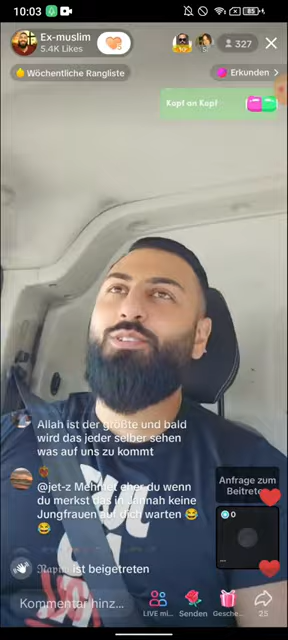 10:03
85
Ex-muslim
5.4K Likes
327
Wöchentliche Rangliste
Erkunden
Kopf an Kopf
Allah ist der größte und bald
wird das jeder selber sehen
was auf uns zu kommt
@jet-z Mehmet eher du wenn
du merkst das in Jannah keine
Jungfrauen auf dich warten 😂
😂
Anfrage zum
Beitreten
0
ist beigetreten
Kommentar hinz...
LIVE mi...
Senden
Gesche...
25